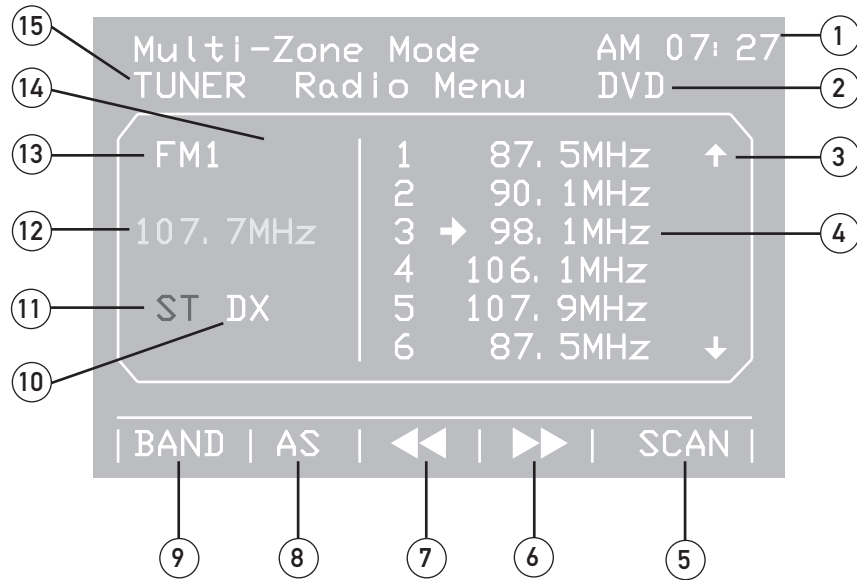 15 Multi-Zone Mode AM 07:27 1
14 TUNER Radio Menu DVD 2
13 FM1 1 87.5MHz 3
2 90.1MHz
12 107.7MHz 3 98.1MHz 4
4 106.1MHz
11 ST DX 5 107.9MHz
10 6 87.5MHz
BAND | AS | | | SCAN |
9 8 7 6 5